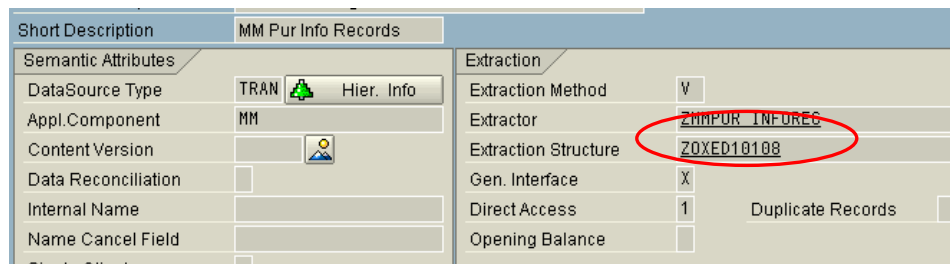 Short Description MM Pur Info Records
Semantic Attributes
DataSource Type TRAN Hier. Info
Appl.Component MM
Content Version
Data Reconciliation
Internal Name
Name Cancel Field
Extraction
Extraction Method V
Extractor ZMMPUR_INFOREC
Extraction Structure ZOXED10108
Gen. Interface X
Direct Access 1 Duplicate Records
Opening Balance